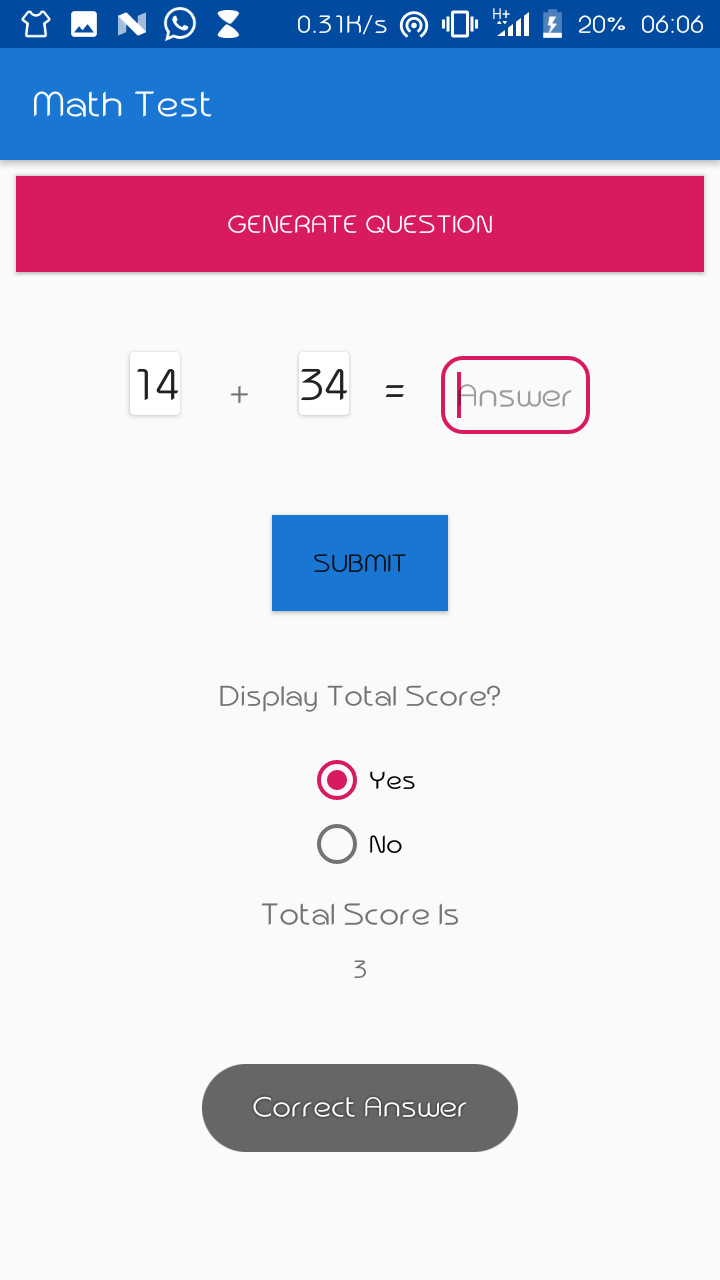 0.31K/s H+ 20% 06:06
Math Test
GENERATE QUESTION
14 + 34 = Answer
SUBMIT
Display Total Score?
Yes
No
Total Score Is
3
Correct Answer